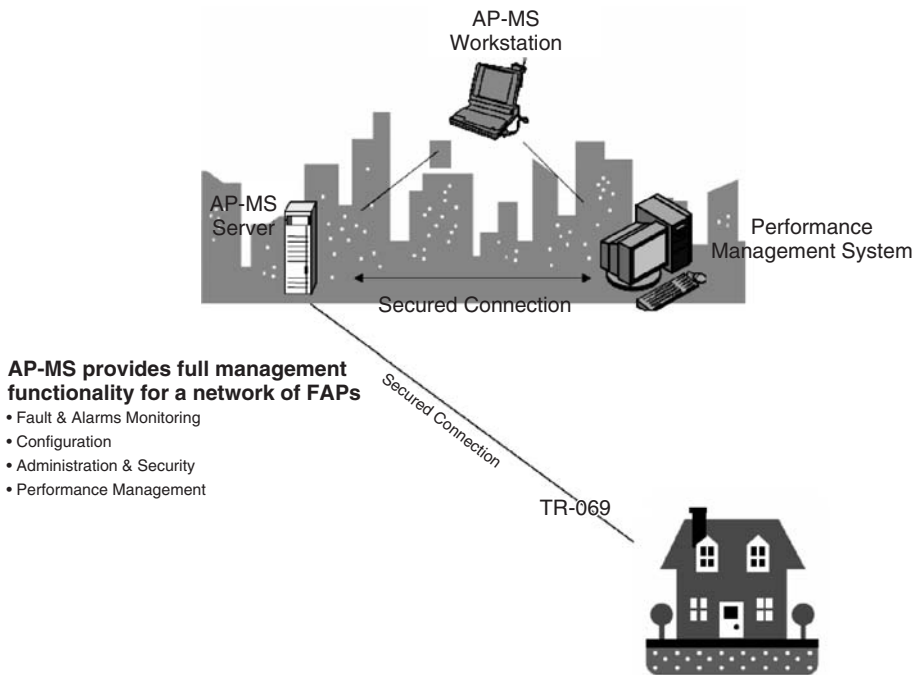 AP-MS
Workstation
AP-MS
Server
Performance
Management System
Secured Connection
AP-MS provides full management
functionality for a network of FAPs
• Fault & Alarms Monitoring
• Configuration
• Administration & Security
• Performance Management
Secured Connection
TR-069